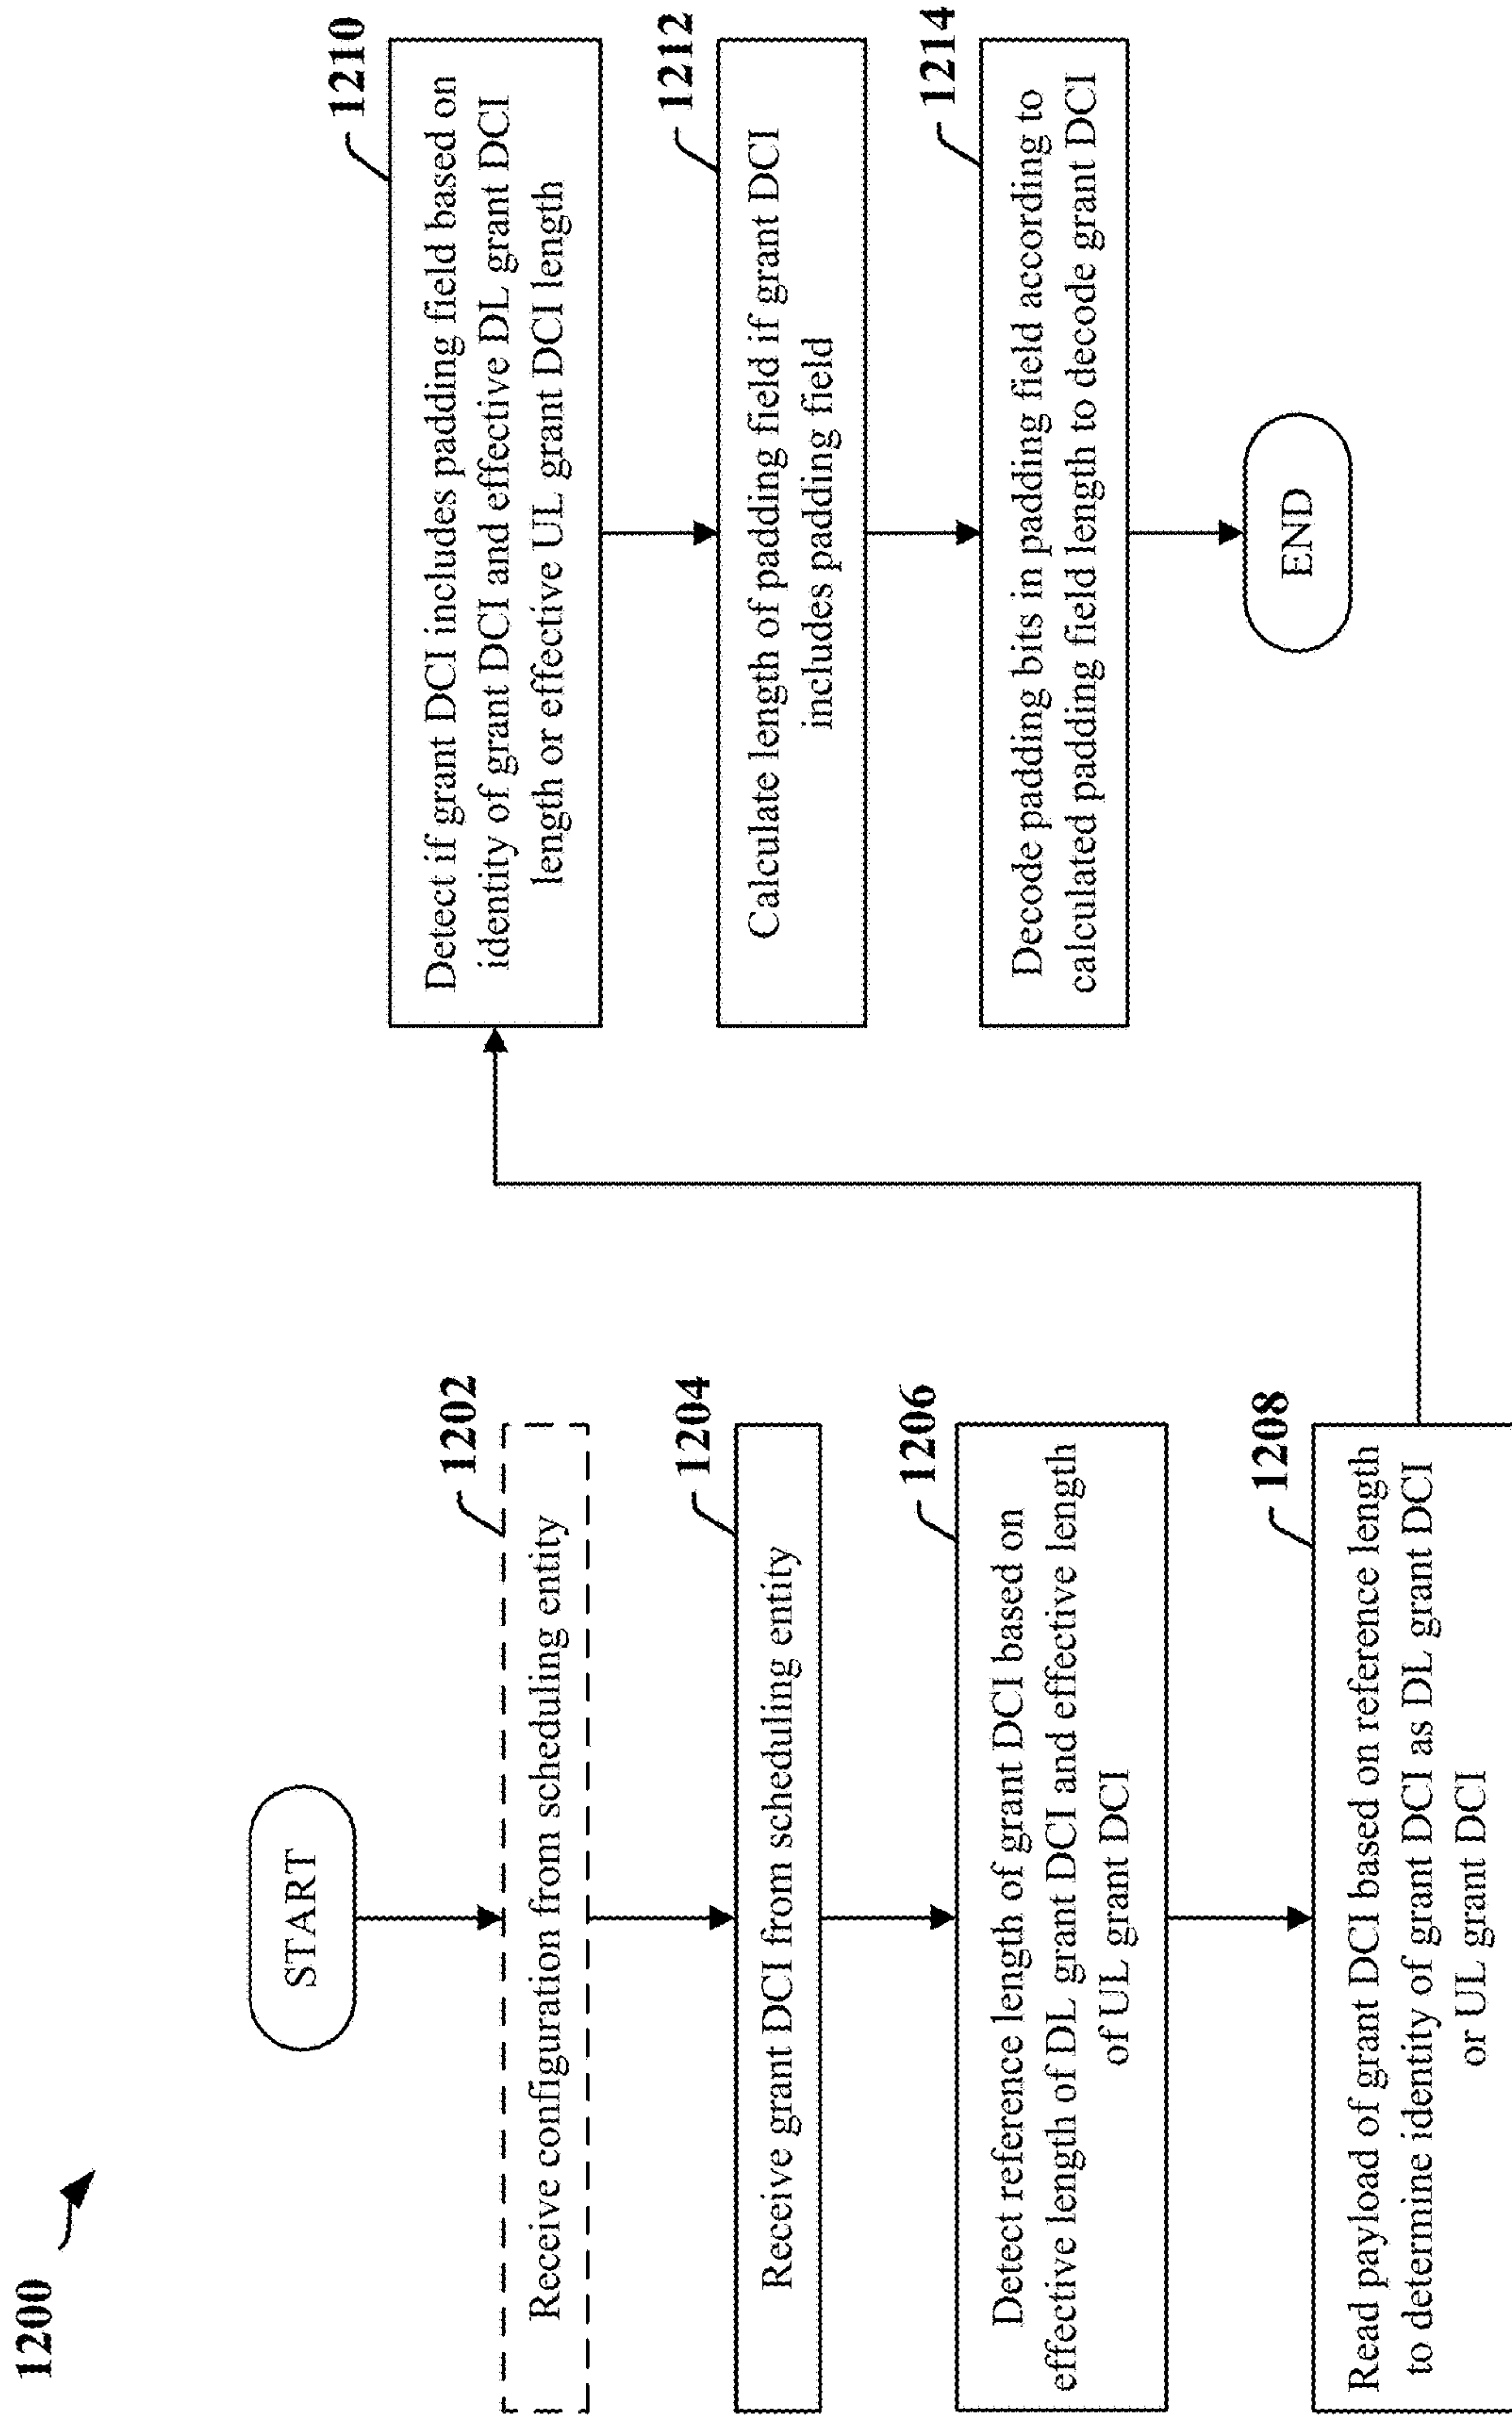 1200
START
1202
Receive configuration from scheduling entity
1204
Receive grant DCI from scheduling entity
1206
Detect reference length of grant DCI based on
effective length of DL grant DCI and effective length
of UL grant DCI
1208
Read payload of grant DCI based on reference length
to determine identity of grant DCI as DL grant DCI
or UL grant DCI
1210
Detect if grant DCI includes padding field based on
identity of grant DCI and effective DL grant DCI
length or effective UL grant DCI length
1212
Calculate length of padding field if grant DCI
includes padding field
1214
Decode padding bits in padding field according to
calculated padding field length to decode grant DCI
END